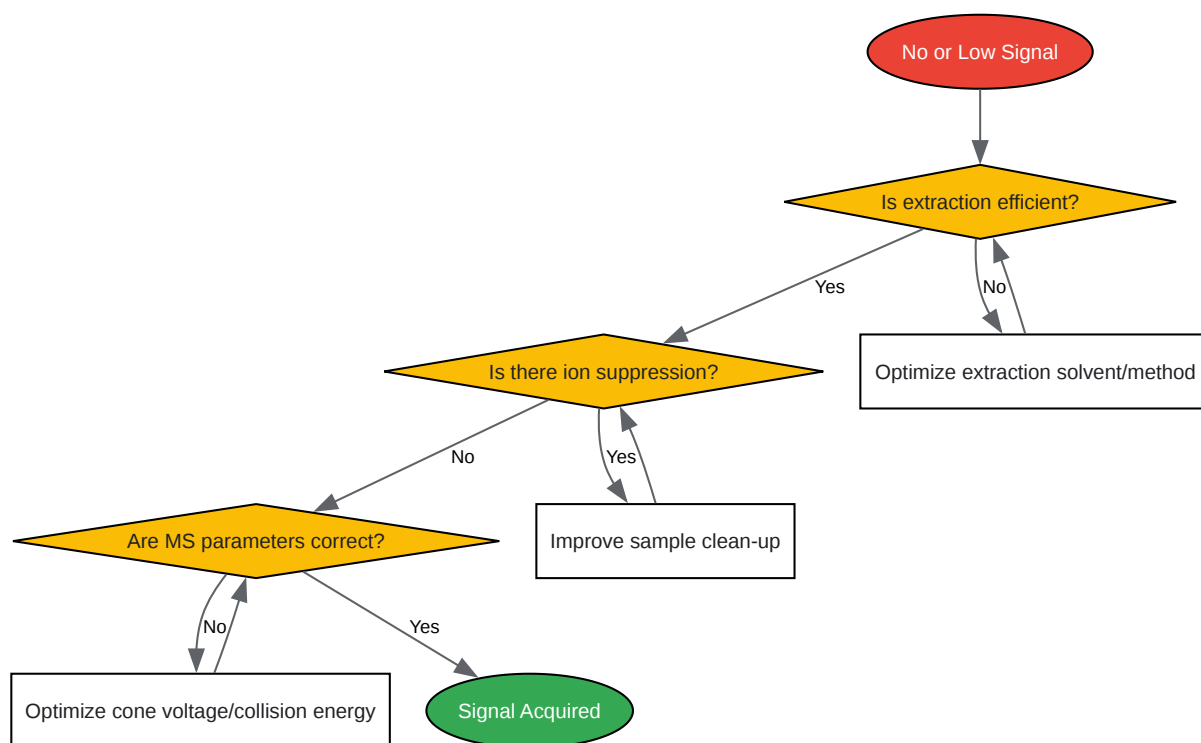 No or Low Signal
Is extraction efficient?
Yes
No
Is there ion suppression?
Optimize extraction solvent/method
No
Yes
Are MS parameters correct?
Improve sample clean-up
No
Yes
Optimize cone voltage/collision energy
Signal Acquired